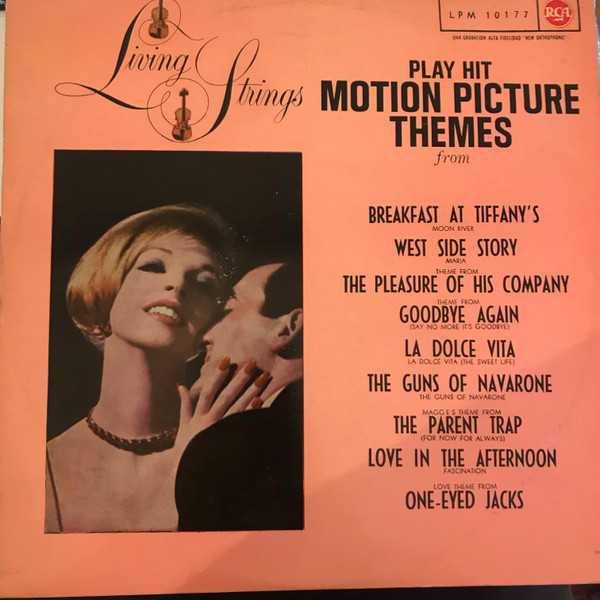 LPM 10177
RCA
UNA GRABACION ALTA FIDELIDAD "NEW ORTHOPHONIC"
Living Strings
PLAY HIT
MOTION PICTURE
THEMES
from
BREAKFAST AT TIFFANY'S
MOON RIVER
WEST SIDE STORY
MARIA
THEME FROM
THE PLEASURE OF HIS COMPANY
THEME FROM
GOODBYE AGAIN
(SAY NO MORE IT'S GOODBYE)
LA DOLCE VITA
LA DOLCE VITA (THE SWEET LIFE)
THE GUNS OF NAVARONE
THE GUNS OF NAVARONE
MAGGIE'S THEME FROM
THE PARENT TRAP
(FOR NOW FOR ALWAYS)
LOVE IN THE AFTERNOON
FASCINATION
LOVE THEME FROM
ONE-EYED JACKS